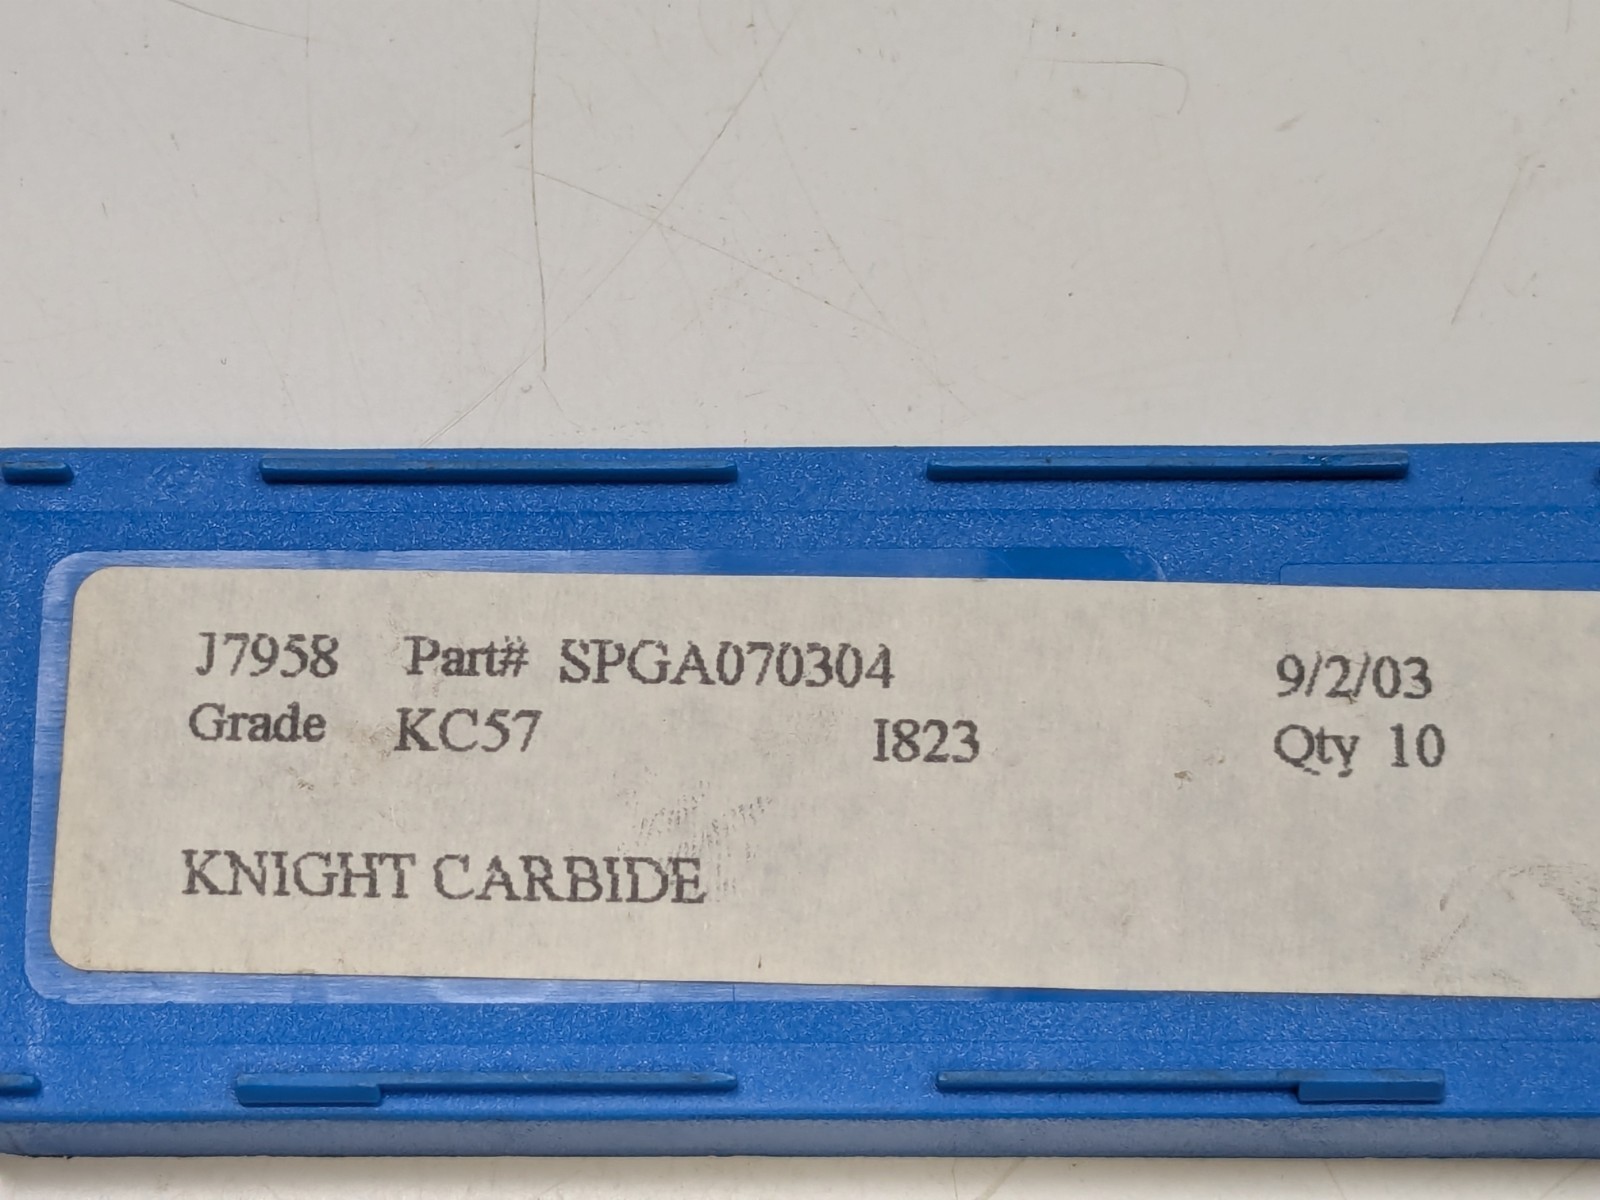 J7958 Part# SPGA070304 9/2/03
Grade KC57 I823 Qty 10
KNIGHT CARBIDE